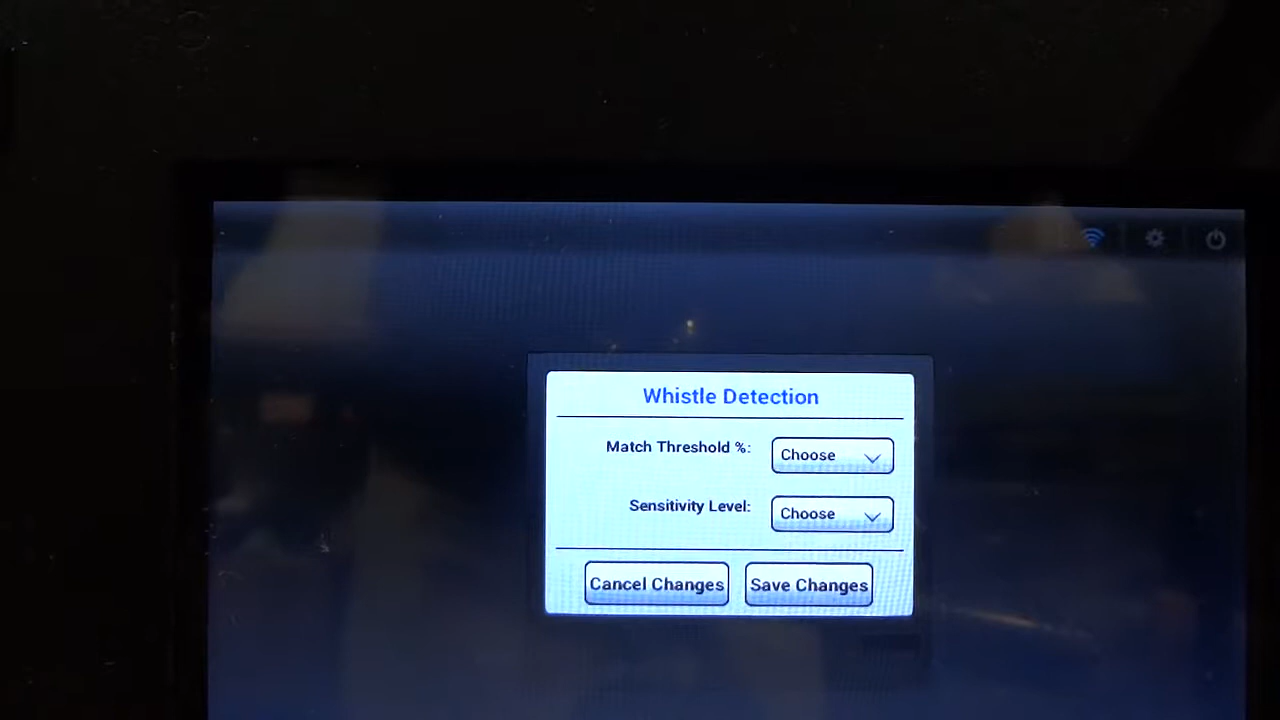 Whistle Detection
Match Threshold %: Choose
Sensitivity Level: Choose
Cancel Changes Save Changes